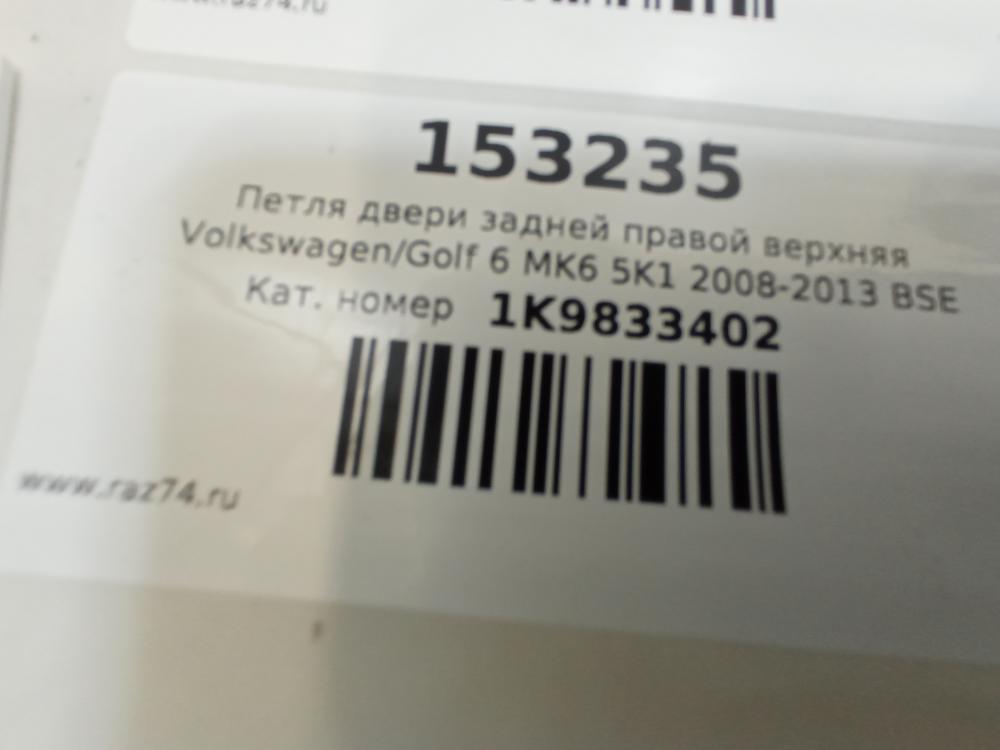 153235
Петля двери задней правой верхняя
Volkswagen/Golf 6 MK6 5K1 2008-2013 BSE
Кат. номер 1K9833402
www.raz74.ru